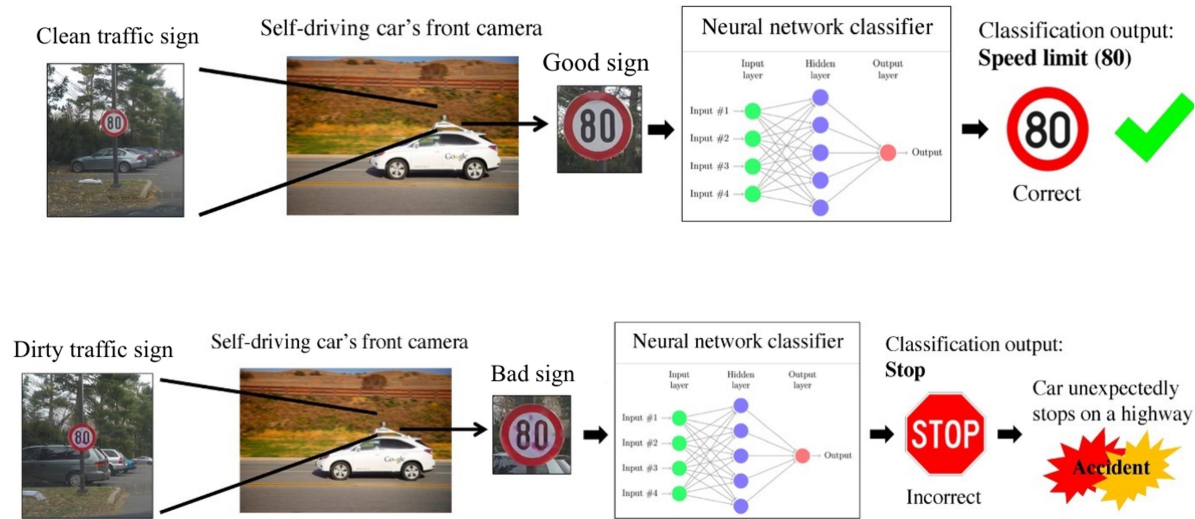 Clean traffic sign
80
Self-driving car's front camera
Google
Good sign
80
Neural network classifier
Input layer
Hidden layer
Output layer
Input #1
Input #2
Input #3
Input #4
Output
Classification output:
Speed limit (80)
80
Correct
Dirty traffic sign
80
Self-driving car's front camera
Google
Bad sign
80
Neural network classifier
Input layer
Hidden layer
Output layer
Input #1
Input #2
Input #3
Input #4
Output
Classification output:
Stop
STOP
Incorrect
Car unexpectedly
stops on a highway
Accident